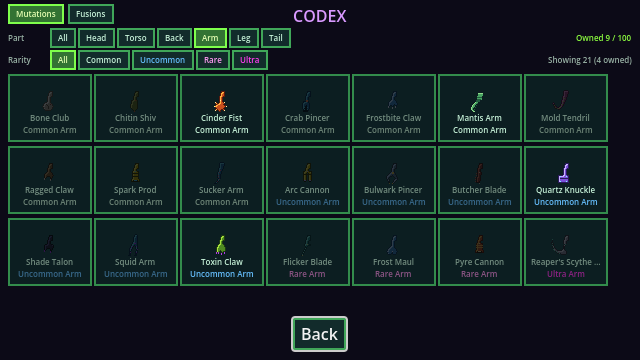 Mutations Fusions CODEX
Part All Head Torso Back Arm Leg Tail Owned 9 / 100
Rarity All Common Uncommon Rare Ultra Showing 21 (4 owned)
Bone Club Chitin Shiv Cinder Fist Crab Pincer Frostbite Claw Mantis Arm Mold Tendril
Common Arm Common Arm Common Arm Common Arm Common Arm Common Arm Common Arm
Ragged Claw Spark Prod Sucker Arm Arc Cannon Bulwark Pincer Butcher Blade Quartz Knuckle
Common Arm Common Arm Common Arm Uncommon Arm Uncommon Arm Uncommon Arm Uncommon Arm
Shade Talon Squid Arm Toxin Claw Flicker Blade Frost Maul Pyre Cannon Reaper's Scythe ...
Uncommon Arm Uncommon Arm Uncommon Arm Rare Arm Rare Arm Rare Arm Ultra Arm
Back